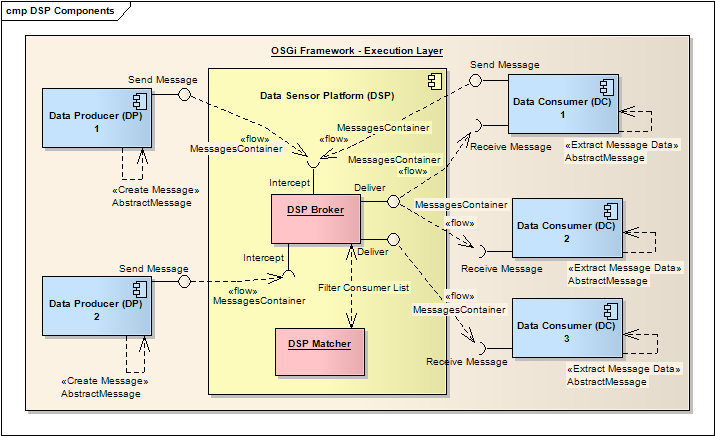 cmp DSP Components
OSGi Framework - Execution Layer
Send Message
Send Message
Data Sensor Platform (DSP)
Data Producer (DP)
1
Data Consumer (DC)
1
«flow»
MessagesContainer
MessagesContainer
«flow»
«Extract Message Data»
AbstractMessage
Receive Message
MessagesContainer
«flow»
Intercept
Deliver
«Create Message»
AbstractMessage
DSP Broker
MessagesContainer
«flow»
Data Consumer (DC)
2
Intercept
Deliver
Send Message
Receive Message
«Extract Message Data»
AbstractMessage
«flow»
MessagesContainer
Filter Consumer List
«flow»
MessagesContainer
Data Producer (DP)
2
Data Consumer (DC)
3
DSP Matcher
Receive Message
«Extract Message Data»
AbstractMessage
«Create Message»
AbstractMessage